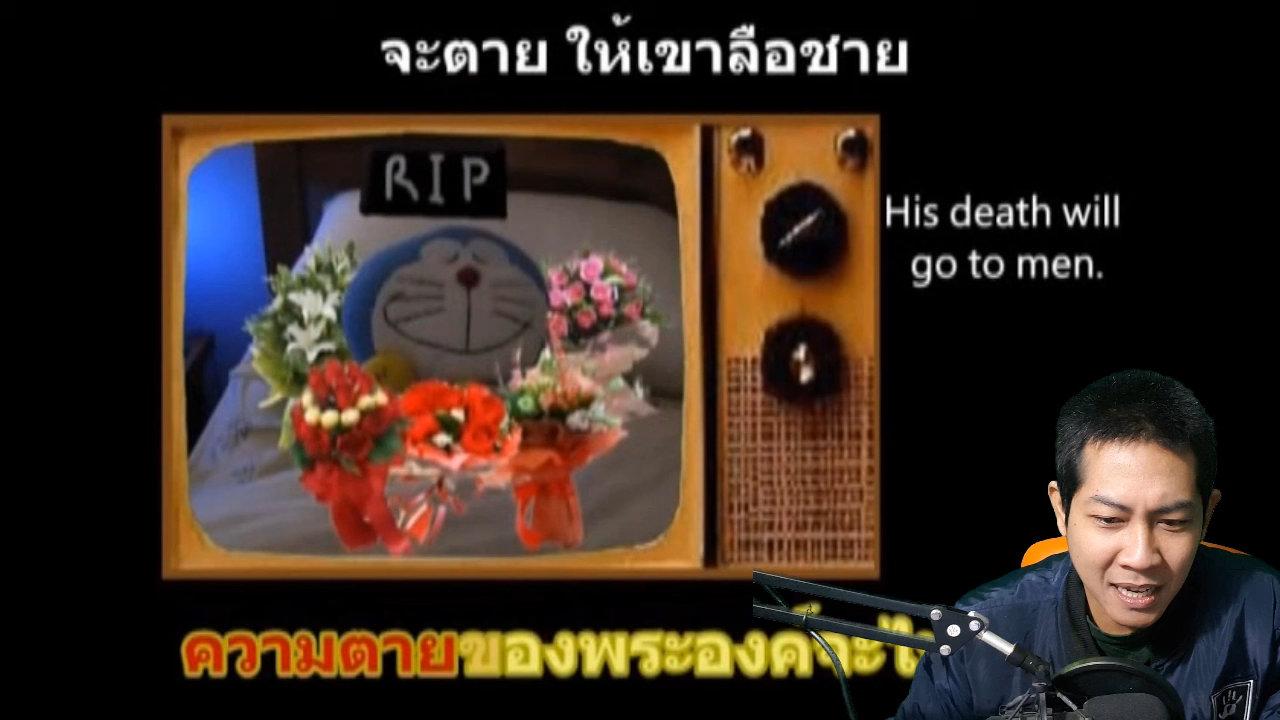 จะตาย ให้เขาลือชาย
RIP
His death will
go to men.
ความตายของพระองค์จะ